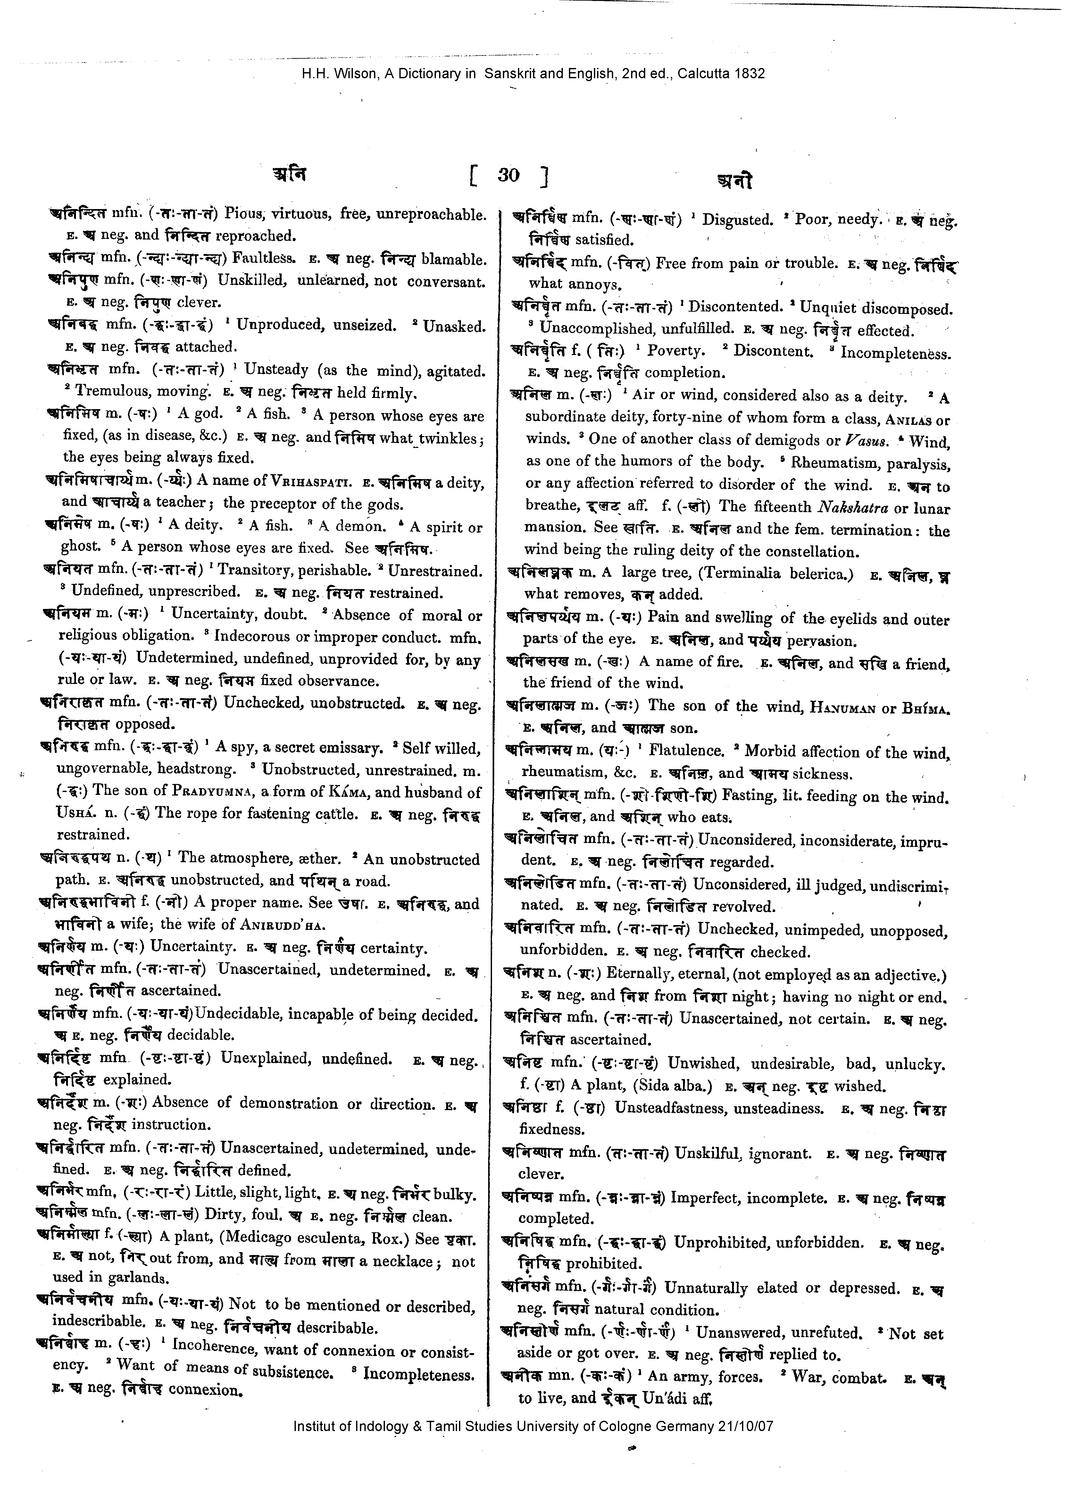 H.H. Wilson, A Dictionary in Sanskrit and English, 2nd ed., Calcutta 1832
अनि [ 30 ] अनी
अनिन्दित mfn. (-तः-ता-तं) Pious, virtuous, free, unreproachable.
E. अ neg. and निन्दित reproached.
अनिन्द्य mfn. (-न्द्यः-न्द्या-न्द्य) Faultless. E. अ neg. निन्द्य blamable.
अनिपुण mfn. (-णः-णा-णं) Unskilled, unlearned, not conversant.
E. अ neg. निपुण clever.
अनिबद्ध mfn. (-द्धः-द्धा-द्धं) ¹ Unproduced, unseized. ² Unasked.
E. अ neg. निबद्ध attached.
अनिभृत mfn. (-तः-ता-तं) ¹ Unsteady (as the mind), agitated.
² Tremulous, moving. E. अ neg. निभृत held firmly.
अनिमिष m. (-षः) ¹ A god. ² A fish. ³ A person whose eyes are
fixed, (as in disease, &c.) E. अ neg. and निमिष what twinkles;
the eyes being always fixed.
अनिमिषाचार्य्य m. (-र्य्यः) A name of VRIHASPATI. E. अनिमिष a deity,
and आचार्य्य a teacher; the preceptor of the gods.
अनिमेष m. (-षः) ¹ A deity. ² A fish. ³ A demon. ⁴ A spirit or
ghost. ⁵ A person whose eyes are fixed. See अनिमिष.
अनियत mfn. (-तः-ता-तं) ¹ Transitory, perishable. ² Unrestrained.
³ Undefined, unprescribed. E. अ neg. नियत restrained.
अनियम m. (-मः) ¹ Uncertainty, doubt. ² Absence of moral or
religious obligation. ³ Indecorous or improper conduct. mfn.
(-यः-या-यं) Undetermined, undefined, unprovided for, by any
rule or law. E. अ neg. नियम fixed observance.
अनिराकृत mfn. (-तः-ता-तं) Unchecked, unobstructed. E. अ neg.
निराकृत opposed.
अनिरुद्ध mfn. (-द्धः-द्धा-द्धं) ¹ A spy, a secret emissary. ² Self willed,
ungovernable, headstrong. ³ Unobstructed, unrestrained. m.
(-द्धः) The son of PRADYUMNA, a form of KÁMA, and husband of
USHÁ. n. (-द्धं) The rope for fastening cattle. E. अ neg. निरुद्ध
restrained.
अनिरुद्धपथ n. (-थ) ¹ The atmosphere, æther. ² An unobstructed
path. E. अनिरुद्ध unobstructed, and पथिन् a road.
अनिरुद्धभाविनी f. (-नी) A proper name. See उषा. E. अनिरुद्ध, and
भाविनी a wife; the wife of ANIRUDD'HA.
अनिर्णय m. (-यः) Uncertainty. E. अ neg. निर्णय certainty.
अनिर्णीत mfn. (-तः-ता-तं) Unascertained, undetermined. E. अ
neg. निर्णीत ascertained.
अनिर्णेय mfn. (-यः-या-यं) Undecidable, incapable of being decided.
अ E. neg. निर्णेय decidable.
अनिर्दिष्ट mfn. (-ष्टः-ष्टा-ष्टं) Unexplained, undefined. E. अ neg.
निर्दिष्ट explained.
अनिर्देश m. (-शः) Absence of demonstration or direction. E. अ
neg. निर्देश instruction.
अनिर्द्धारित mfn. (-तः-ता-तं) Unascertained, undetermined, unde-
fined. E. अ neg. निर्द्धारित defined.
अनिर्भर mfn. (-रः-रा-रं) Little, slight, light, E. अ neg. निर्भर bulky.
अनिर्म्मल mfn. (-लः-ला-लं) Dirty, foul. अ E. neg. निर्म्मल clean.
अनिर्माल्या f. (-ल्या) A plant, (Medicago esculenta, Rox.) See पृक्का.
E. अ not, निर् out from, and माल्य from माला a necklace; not
used in garlands.
अनिर्वचनीय mfn. (-यः-या-यं) Not to be mentioned or described,
indescribable. E. अ neg. निर्वचनीय describable.
अनिर्वाह m. (-हः) ¹ Incoherence, want of connexion or consist-
ency. ² Want of means of subsistence. ³ Incompleteness.
E. अ neg. निर्वाह connexion.
अनिर्विण्ण mfn. (-ण्णः-ण्णा-ण्णं) ¹ Disgusted. ² Poor, needy. E. अ neg.
निर्विण्ण satisfied.
अनिर्विद् mfn. (-वित्) Free from pain or trouble. E. अ neg. निर्विद्
what annoys.
अनिर्वृत mfn. (-तः-ता-तं) ¹ Discontented. ² Unquiet discomposed.
³ Unaccomplished, unfulfilled. E. अ neg. निर्वृत effected.
अनिर्वृति f. ( तिः) ¹ Poverty. ² Discontent. ³ Incompleteness.
E. अ neg. निर्वृति completion.
अनिल m. (-लः) ¹ Air or wind, considered also as a deity. ² A
subordinate deity, forty-nine of whom form a class, ANILAS or
winds. ³ One of another class of demigods or Vasus. ⁴ Wind,
as one of the humors of the body. ⁵ Rheumatism, paralysis,
or any affection referred to disorder of the wind. E. अन to
breathe, इलट् aff. f. (-ली) The fifteenth Nakshatra or lunar
mansion. See स्वाति. E. अनिल and the fem. termination: the
wind being the ruling deity of the constellation.
अनिलघ्नक m. A large tree, (Terminalia belerica.) E. अनिल, घ्न
what removes, कन् added.
अनिलपर्य्यय m. (-यः) Pain and swelling of the eyelids and outer
parts of the eye. E. अनिल, and पर्य्यय pervasion.
अनिलसख m. (-खः) A name of fire. E. अनिल, and सखि a friend,
the friend of the wind.
अनिलात्मज m. (-जः) The son of the wind, HANUMAN or BHÍMA.
E. अनिल, and आत्मज son.
अनिलामय m. (यः-) ¹ Flatulence. ² Morbid affection of the wind,
rheumatism, &c. E. अनिल, and आमय sickness.
अनिलाशिन् mfn. (-शी-शिनी-शि) Fasting, lit. feeding on the wind.
E. अनिल, and अशिन् who eats.
अनिलोचित mfn. (-तः-ता-तं) Unconsidered, inconsiderate, impru-
dent. E. अ neg. निलोचित regarded.
अनिलोडित mfn. (-तः-ता-तं) Unconsidered, ill judged, undiscrimi-
nated. E. अ neg. निलोडित revolved.
अनिवारित mfn. (-तः-ता-तं) Unchecked, unimpeded, unopposed,
unforbidden. E. अ neg. निवारित checked.
अनिश n. (-शः) Eternally, eternal, (not employed as an adjective.)
E. अ neg. and निश from निशा night; having no night or end.
अनिश्चित mfn. (-तः-ता-तं) Unascertained, not certain. E. अ neg.
निश्चित ascertained.
अनिष्ट mfn. (-ष्टः-ष्टा-ष्टं) Unwished, undesirable, bad, unlucky.
f. (-ष्टा) A plant, (Sida alba.) E. अन् neg. इष्ट wished.
अनिष्ठा f. (-ष्ठा) Unsteadfastness, unsteadiness. E. अ neg. निष्ठा
fixedness.
अनिष्णात mfn. (तः-ता-तं) Unskilful, ignorant. E. अ neg. निष्णात
clever.
अनिष्पन्न mfn. (-न्नः-न्ना-न्नं) Imperfect, incomplete. E. अ neg. निष्पन्न
completed.
अनिषिद्ध mfn. (-द्धः-द्धा-द्धं) Unprohibited, unforbidden. E. अ neg.
निषिद्ध prohibited.
अनिसर्ग mfn. (-र्गः-र्गा-र्गं) Unnaturally elated or depressed. E. अ
neg. निसर्ग natural condition.
अनिस्तीर्ण mfn. (-र्णः-र्णा-र्णं) ¹ Unanswered, unrefuted. ² Not set
aside or got over. E. अ neg. निस्तीर्ण replied to.
अनीक mn. (-कः-कं) ¹ An army, forces. ² War, combat. E. अन्
to live, and ईकन् Un'ádi aff.
Institut of Indology & Tamil Studies University of Cologne Germany 21/10/07